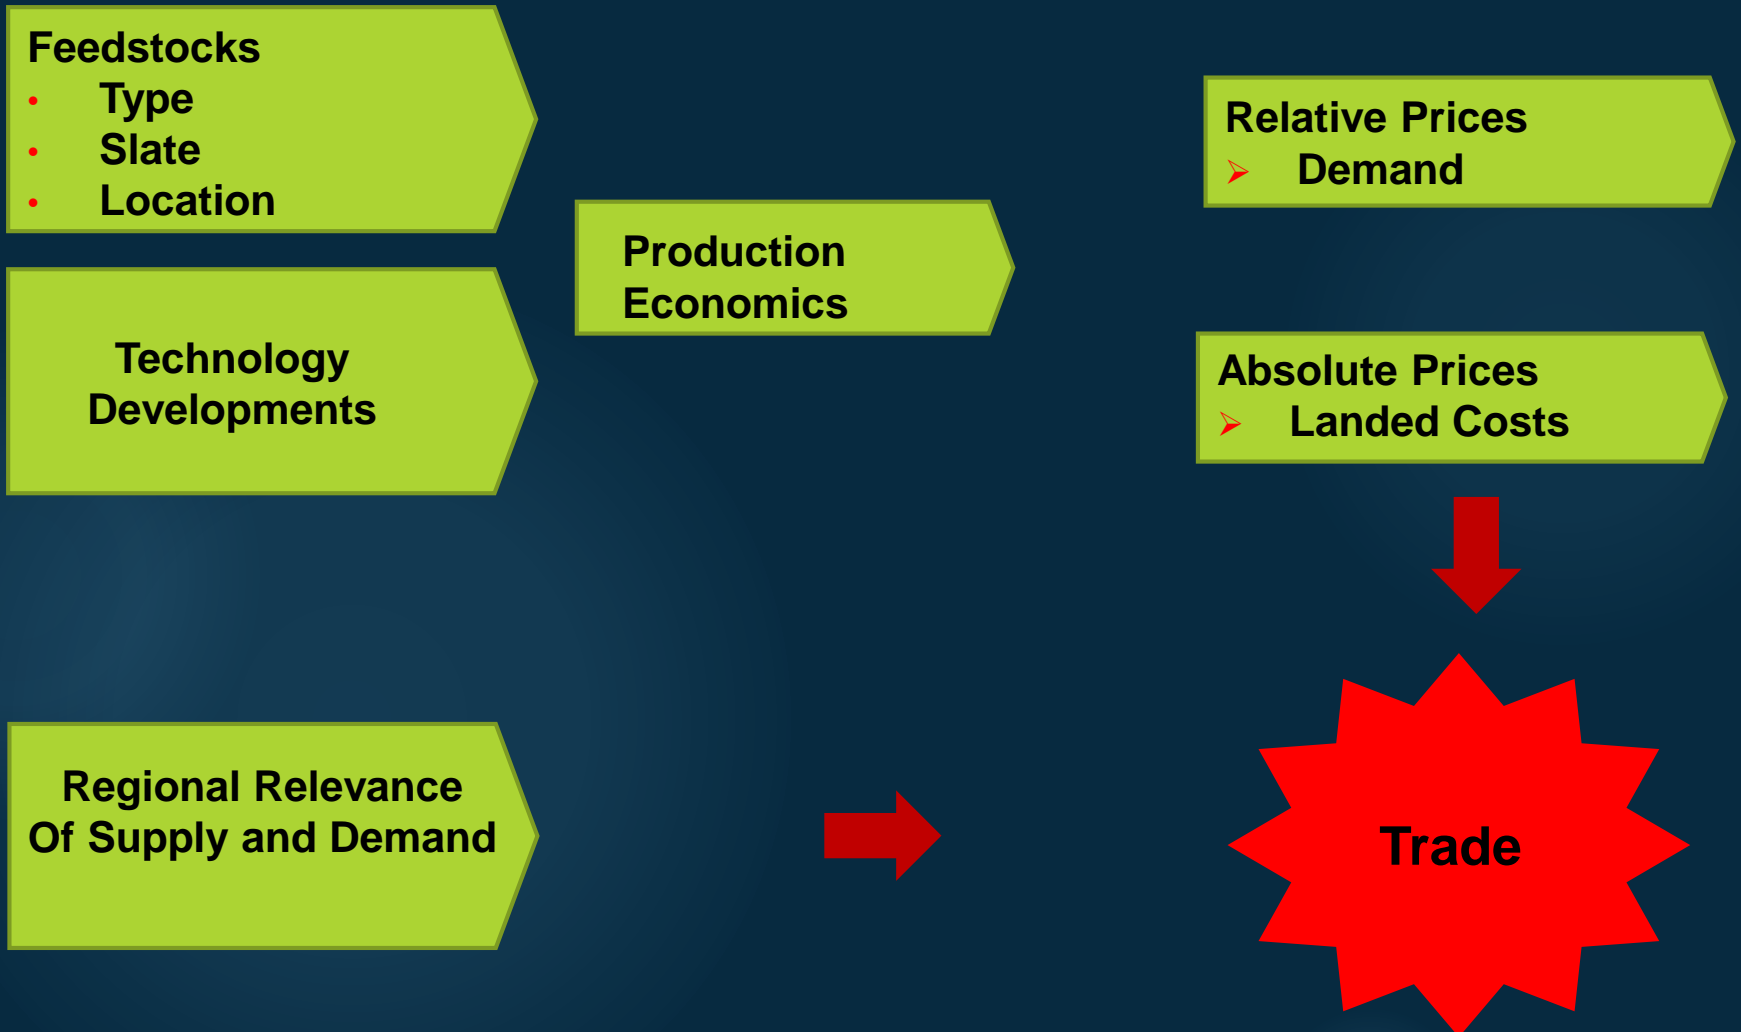 Feedstocks
• Type
• Slate
• Location
Technology
Developments
Production
Economics
Relative Prices
➢ Demand
Absolute Prices
➢ Landed Costs
Regional Relevance
Of Supply and Demand
Trade